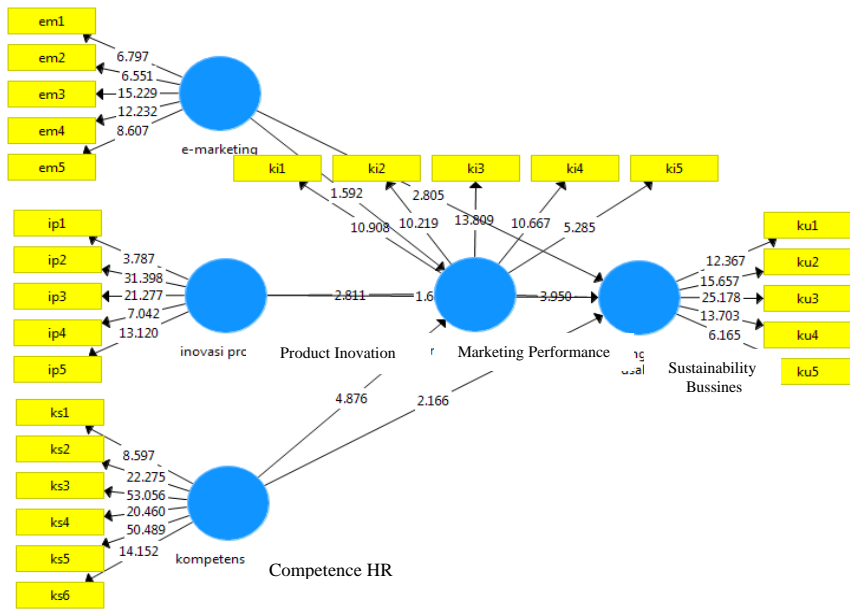 em1
em2
em3
em4
em5
6.797
6.551
15.229
12.232
8.607
e-marketing
ki1
ki2
ki3
ki4
ki5
1.592
2.805
10.908
10.219
13.809
10.667
5.285
ip1
ip2
ip3
ip4
ip5
3.787
31.398
21.277
7.042
13.120
inovasi
Product Inovation
2.811
3.950
Marketing Performance
ku1
ku2
ku3
ku4
ku5
12.367
15.657
25.178
13.703
6.165
Sustainability
Bussines
4.876
2.166
ks1
ks2
ks3
ks4
ks5
ks6
8.597
22.275
53.056
20.460
50.489
14.152
kompetens
Competence HR